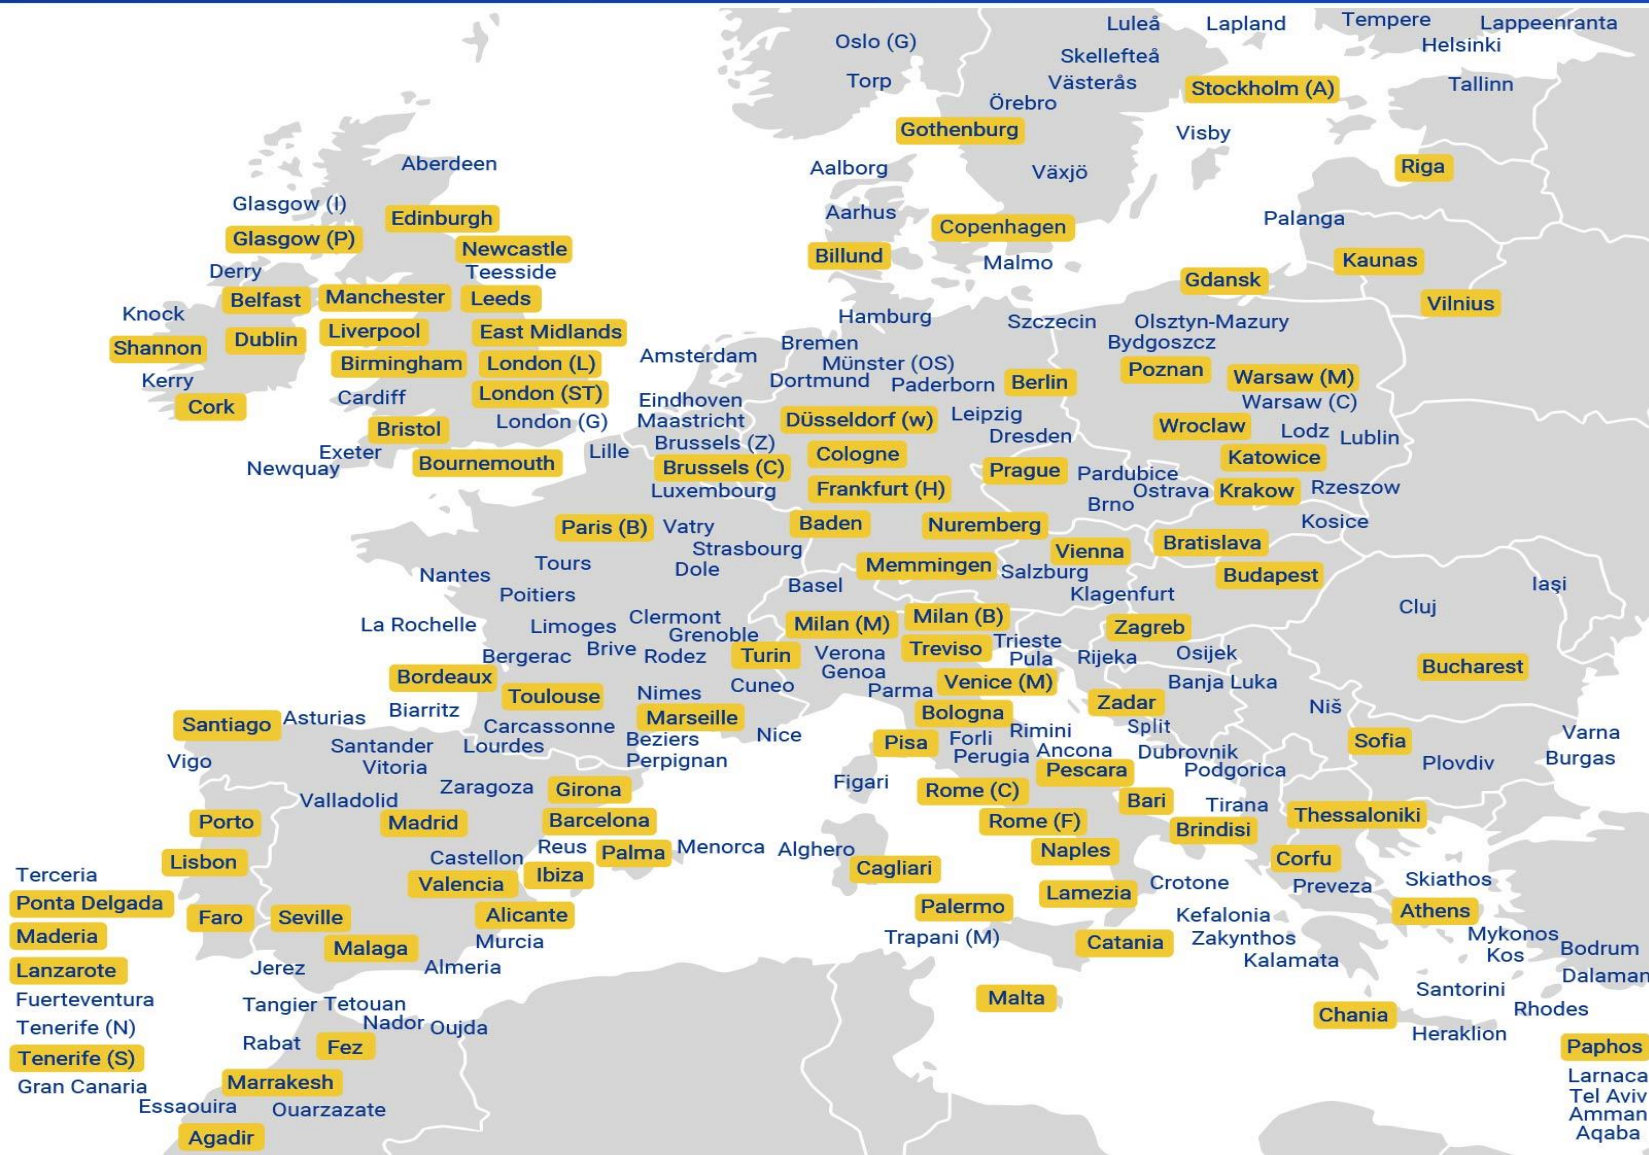 Luleå
Lapland
Tempere
Lappeenranta
Oslo (G)
Helsinki
Skellefteå
Torp
Västerås
Stockholm (A)
Tallinn
Örebro
Gothenburg
Visby
Aberdeen
Aalborg
Växjö
Riga
Glasgow (I)
Edinburgh
Aarhus
Palanga
Glasgow (P)
Newcastle
Copenhagen
Billund
Malmo
Kaunas
Derry
Teesside
Gdansk
Belfast
Manchester
Leeds
Vilnius
Knock
Hamburg
Szczecin
Olsztyn-Mazury
Shannon
Dublin
Liverpool
East Midlands
Bremen
Bydgoszcz
Amsterdam
Birmingham
London (L)
Münster (OS)
Poznan
Warsaw (M)
Kerry
Dortmund
Paderborn
Berlin
Cork
Cardiff
London (ST)
Eindhoven
Warsaw (C)
Bristol
London (G)
Maastricht
Düsseldorf (w)
Leipzig
Wroclaw
Lodz
Lublin
Exeter
Lille
Brussels (Z)
Dresden
Newquay
Bournemouth
Brussels (C)
Cologne
Prague
Pardubice
Katowice
Luxembourg
Frankfurt (H)
Ostrava
Krakow
Rzeszow
Brno
Paris (B)
Vatry
Baden
Nuremberg
Kosice
Strasbourg
Vienna
Bratislava
Tours
Dole
Memmingen
Salzburg
Budapest
Nantes
Basel
Iaşi
Poitiers
Klagenfurt
Cluj
La Rochelle
Limoges
Clermont
Milan (M)
Milan (B)
Zagreb
Grenoble
Bergerac
Brive
Rodez
Turin
Verona
Treviso
Trieste
Pula
Rijeka
Osijek
Bordeaux
Genoa
Bucharest
Toulouse
Nimes
Cuneo
Parma
Venice (M)
Banja Luka
Santiago
Asturias
Biarritz
Marseille
Bologna
Zadar
Niš
Carcassonne
Beziers
Nice
Pisa
Forli
Rimini
Split
Sofia
Varna
Santander
Lourdes
Vigo
Vitoria
Perpignan
Perugia
Ancona
Dubrovnik
Plovdiv
Burgas
Zaragoza
Girona
Figari
Rome (C)
Pescara
Podgorica
Valladolid
Bari
Tirana
Porto
Madrid
Barcelona
Rome (F)
Brindisi
Thessaloniki
Lisbon
Castellon
Reus
Palma
Menorca
Alghero
Naples
Corfu
Terceria
Valencia
Ibiza
Cagliari
Crotone
Preveza
Skiathos
Ponta Delgada
Faro
Seville
Alicante
Palermo
Lamezia
Kefalonia
Athens
Maderia
Malaga
Murcia
Trapani (M)
Catania
Zakynthos
Mykonos
Bodrum
Lanzarote
Jerez
Almeria
Kalamata
Kos
Dalaman
Fuerteventura
Tangier
Tetouan
Malta
Santorini
Rhodes
Tenerife (N)
Nador
Oujda
Chania
Heraklion
Tenerife (S)
Rabat
Fez
Paphos
Gran Canaria
Marrakesh
Larnaca
Essaouira
Ouarzazate
Tel Aviv
Amman
Agadir
Aqaba